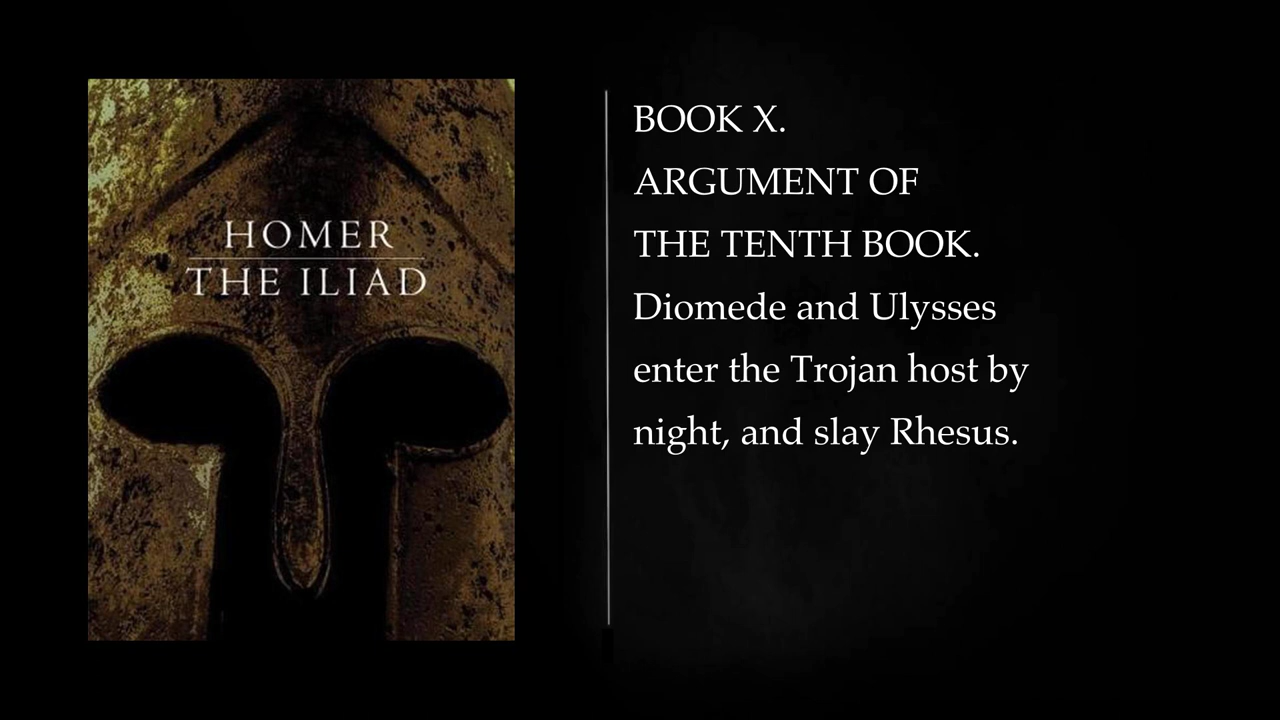 HOMER
THE ILIAD
BOOK X.
ARGUMENT OF
THE TENTH BOOK.
Diomede and Ulysses
enter the Trojan host by
night, and slay Rhesus.